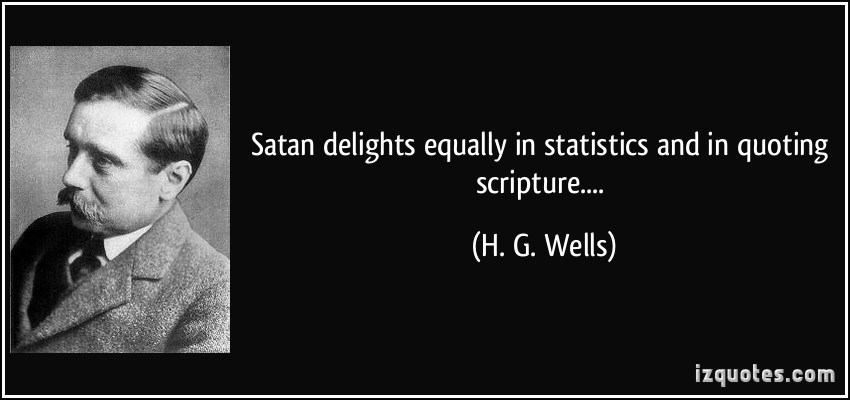 Satan delights equally in statistics and in quoting
scripture....
(H. G. Wells)
izquotes.com